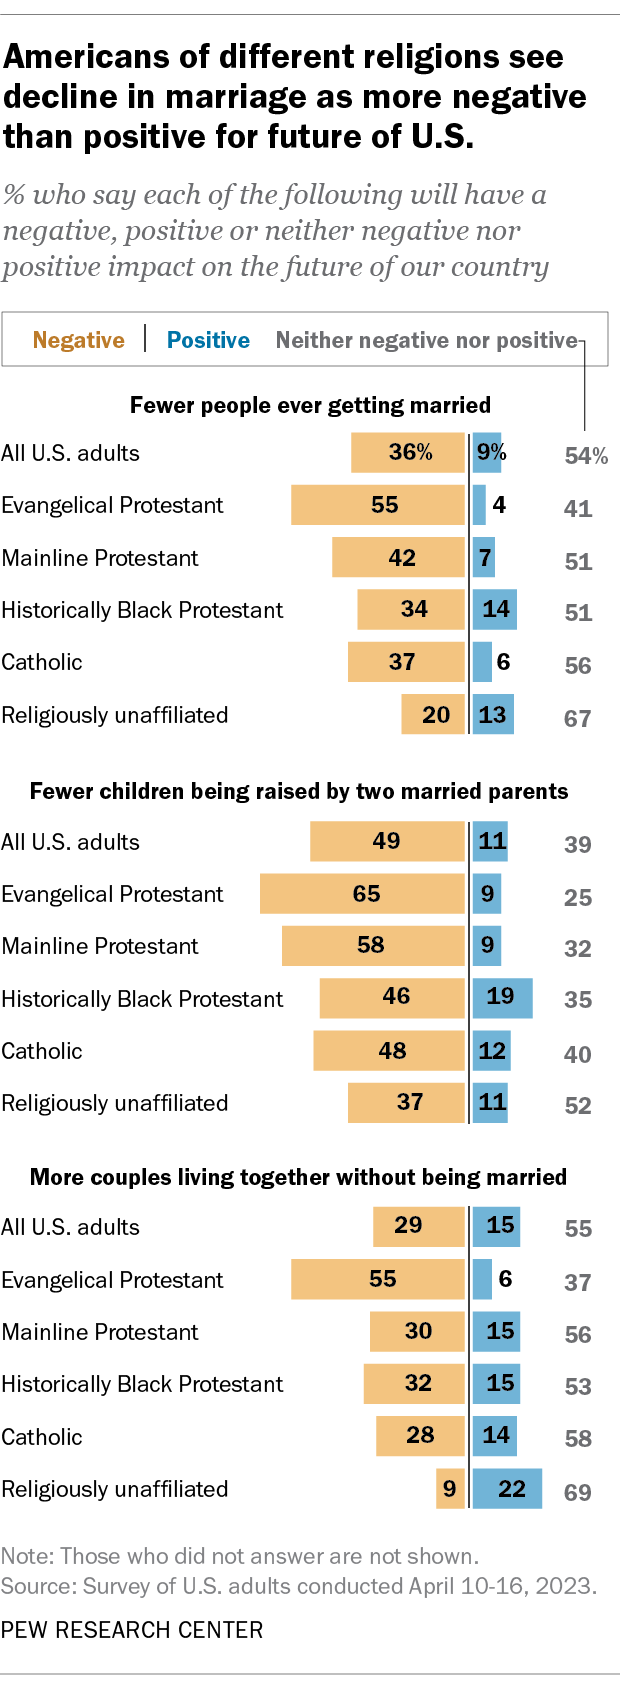 Americans of different religions see
decline in marriage as more negative
than positive for future of U.S.
% who say each of the following will have a
negative, positive or neither negative nor
positive impact on the future of our country
Negative | Positive Neither negative nor positive
Fewer people ever getting married
All U.S. adults 36% 9% 54%
Evangelical Protestant 55 4 41
Mainline Protestant 42 7 51
Historically Black Protestant 34 14 51
Catholic 37 6 56
Religiously unaffiliated 20 13 67
Fewer children being raised by two married parents
All U.S. adults 49 11 39
Evangelical Protestant 65 9 25
Mainline Protestant 58 9 32
Historically Black Protestant 46 19 35
Catholic 48 12 40
Religiously unaffiliated 37 11 52
More couples living together without being married
All U.S. adults 29 15 55
Evangelical Protestant 55 6 37
Mainline Protestant 30 15 56
Historically Black Protestant 32 15 53
Catholic 28 14 58
Religiously unaffiliated 9 22 69
Note: Those who did not answer are not shown.
Source: Survey of U.S. adults conducted April 10-16, 2023.
PEW RESEARCH CENTER